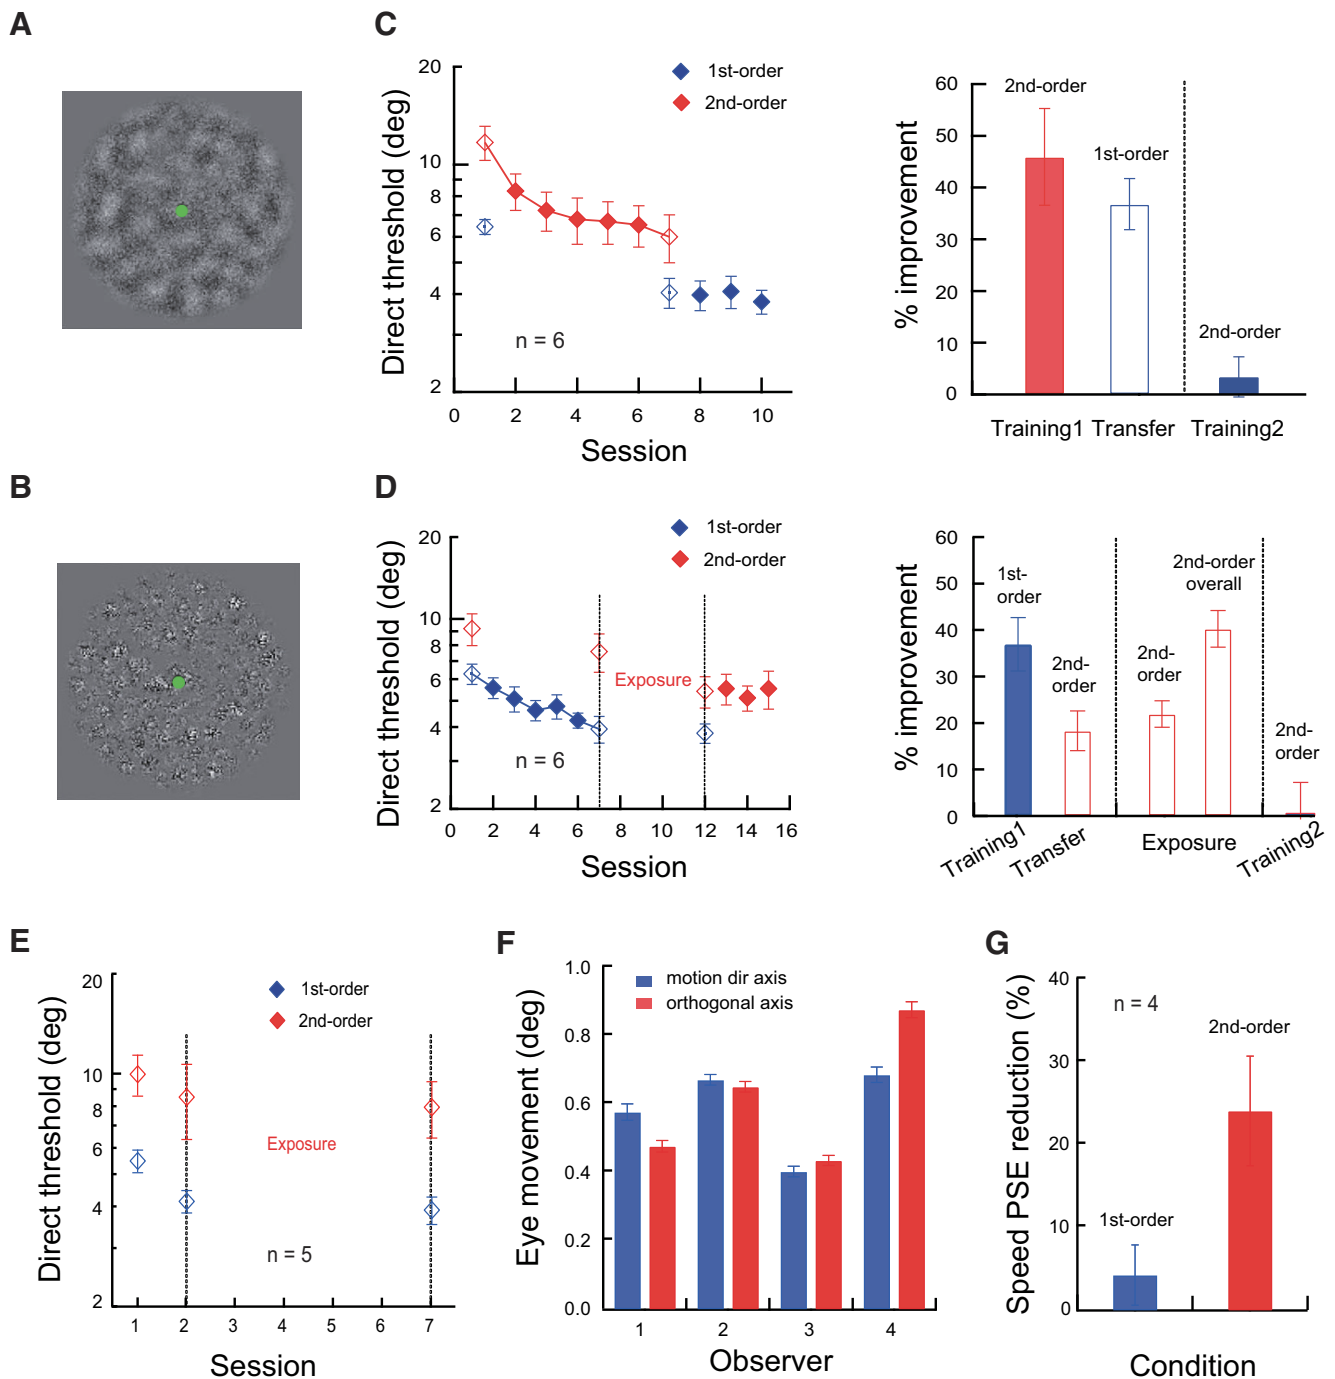 A
C
20
10
8
6
4
2
Direct threshold (deg)
1st-order
2nd-order
n = 6
0 2 4 6 8 10
Session
60
50
40
30
20
10
0
% improvement
2nd-order
1st-order
2nd-order
Training1 Transfer Training2
B
D
20
10
8
6
4
2
Direct threshold (deg)
1st-order
2nd-order
Exposure
n = 6
0 2 4 6 8 10 12 14 16
Session
60
50
40
30
20
10
0
% improvement
1st-
order
2nd-
order
2nd-
order
2nd-order
overall
2nd-
order
Training1 Transfer Exposure Training2
E
20
10
8
6
4
2
Direct threshold (deg)
1st-order
2nd-order
Exposure
n = 5
1 2 3 4 5 6 7
Session
F
1.0
0.8
0.6
0.4
0.2
0.0
Eye movement (deg)
motion dir axis
orthogonal axis
1 2 3 4
Observer
G
40
30
20
10
0
Speed PSE reduction (%)
n = 4
2nd-order
1st-order
Condition